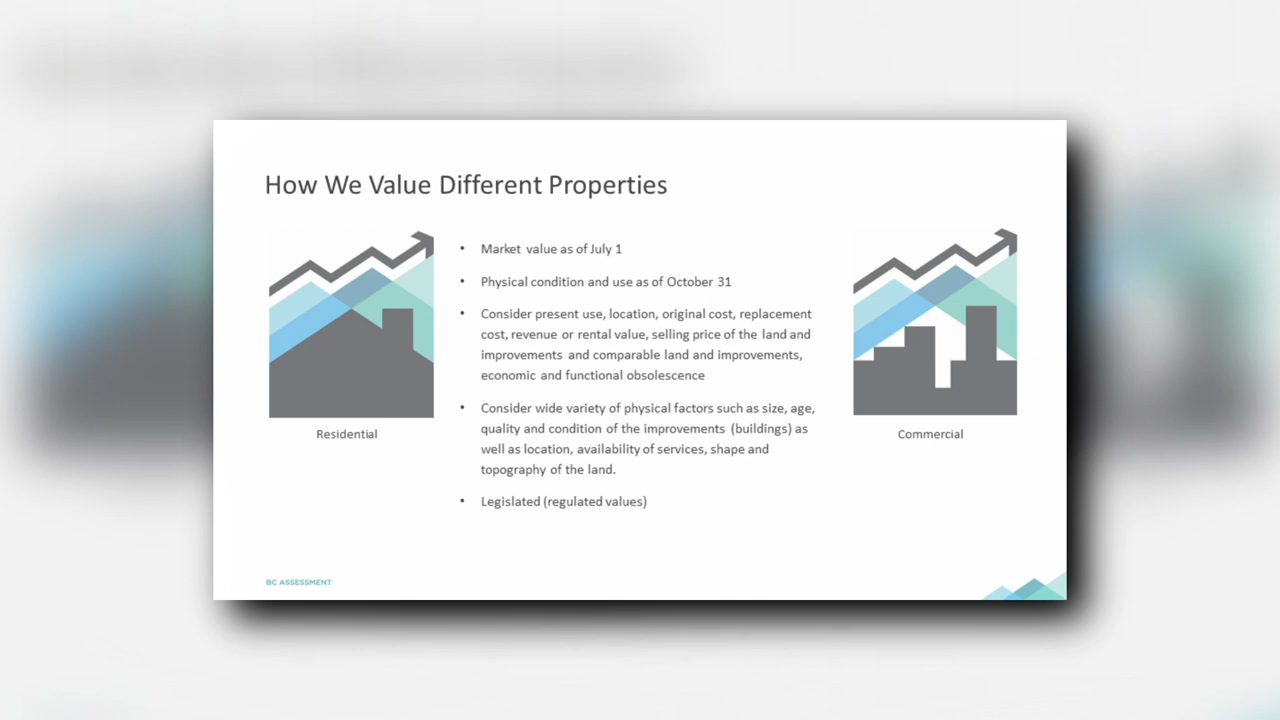 How We Value Different Properties
• Market value as of July 1
• Physical condition and use as of October 31
• Consider present use, location, original cost, replacement
cost, revenue or rental value, selling price of the land and
improvements and comparable land and improvements,
economic and functional obsolescence
• Consider wide variety of physical factors such as size, age,
quality and condition of the improvements (buildings) as
well as location, availability of services, shape and
topography of the land.
• Legislated (regulated values)
Residential
Commercial
BC ASSESSMENT